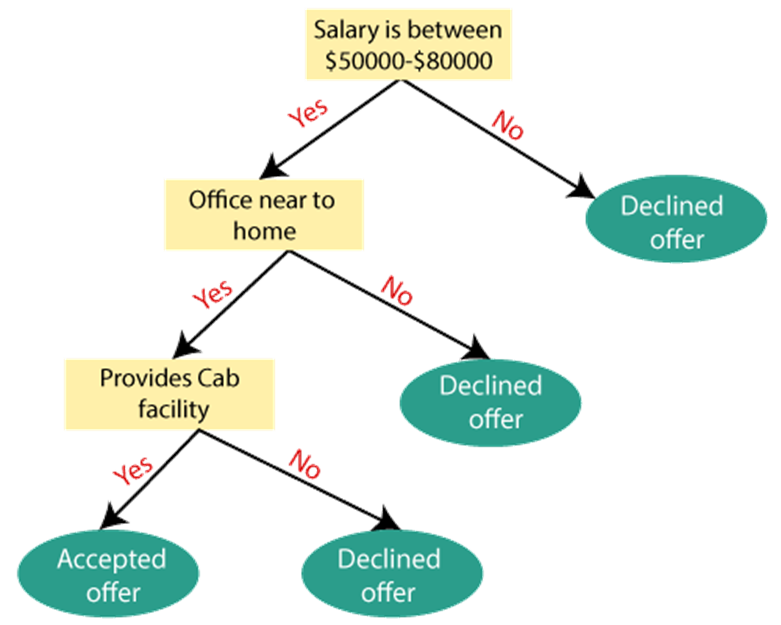 Salary is between
$50000-$80000
Yes
No
Office near to
home
Declined
offer
Yes
No
Provides Cab
facility
Declined
offer
Yes
No
Accepted
offer
Declined
offer